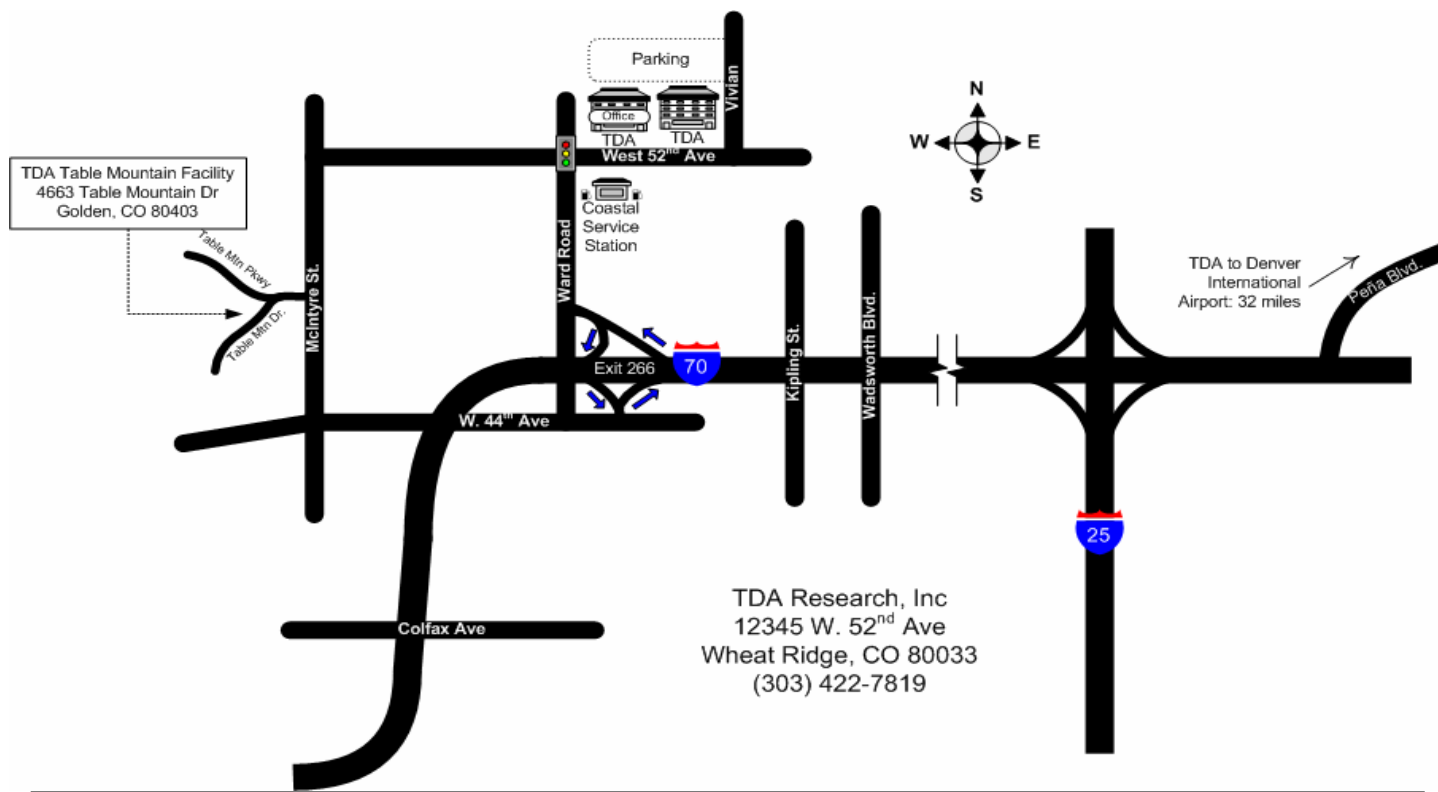 Parking
Vivian
N
Office
TDA
TDA
W
E
West 52nd Ave
S
TDA Table Mountain Facility
4663 Table Mountain Dr
Golden, CO 80403
Coastal
Service
Station
Table Mtn Pkwy
Table Mtn Dr.
McIntyre St.
Ward Road
Kipling St.
Wadsworth Blvd.
TDA to Denver
International
Airport: 32 miles
Peña Blvd.
Exit 266
70
W. 44th Ave
25
Colfax Ave
TDA Research, Inc
12345 W. 52nd Ave
Wheat Ridge, CO 80033
(303) 422-7819